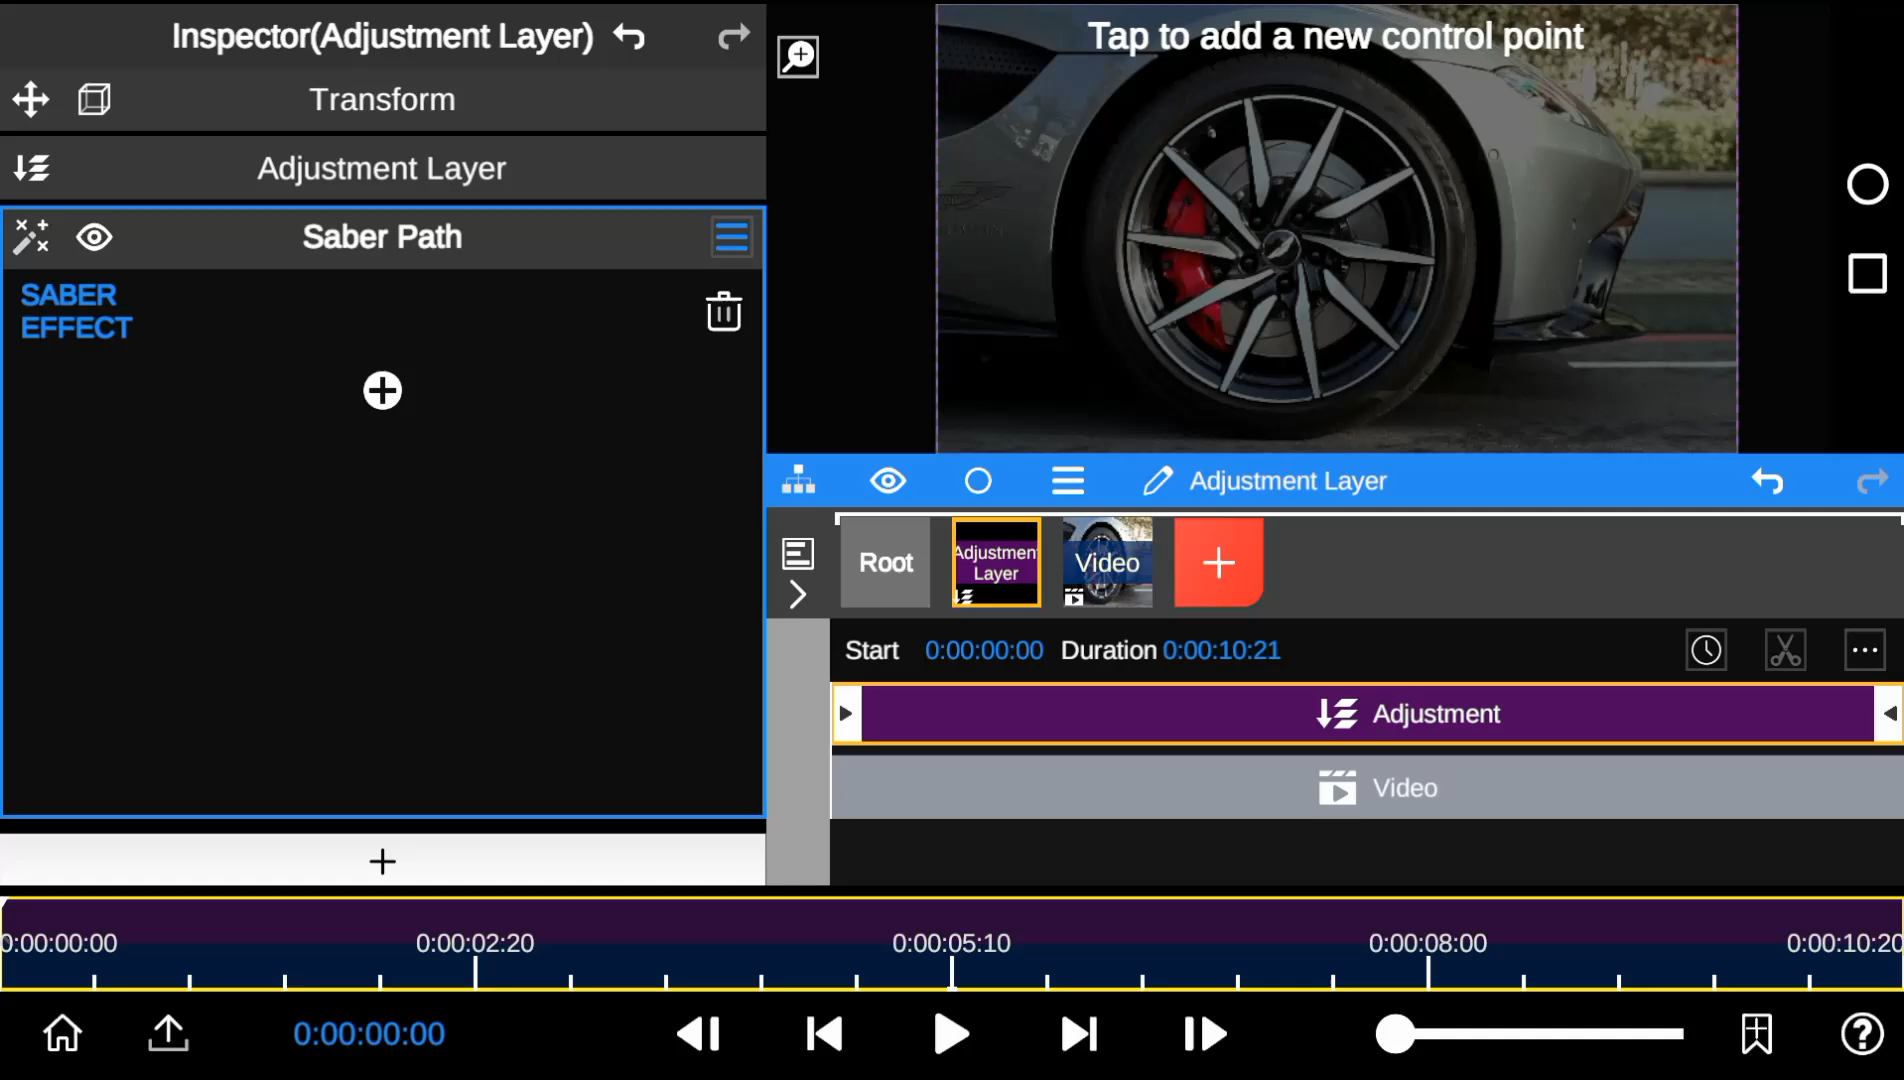 Inspector(Adjustment Layer)
Transform
Adjustment Layer
Saber Path
SABER
EFFECT
Tap to add a new control point
Adjustment Layer
Root
Adjustmen
Layer
Video
Start 0:00:00:00 Duration 0:00:10:21
Adjustment
Video
0:00:00:00 0:00:02:20 0:00:05:10 0:00:08:00 0:00:10:20
0:00:00:00